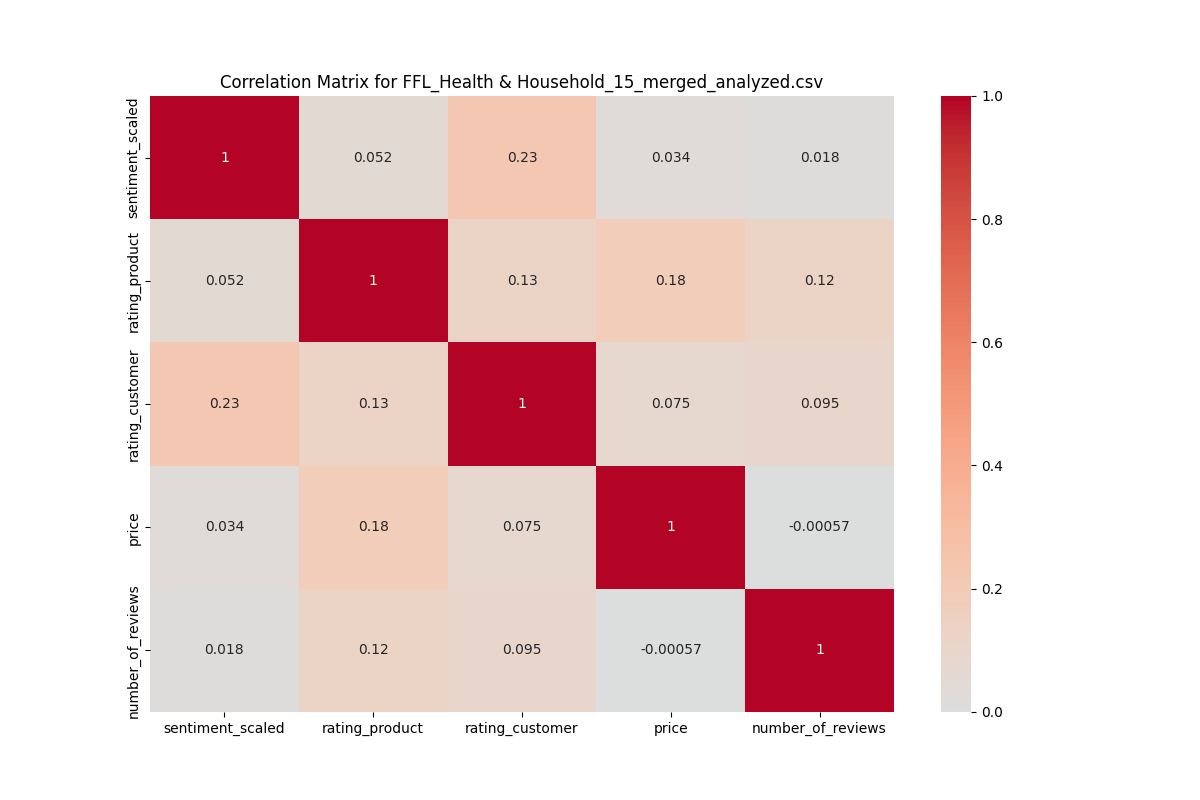 Correlation Matrix for FFL_Health & Household_15_merged_analyzed.csv
sentiment_scaled
1
0.052
0.23
0.034
0.018
rating_product
0.052
1
0.13
0.18
0.12
rating_customer
0.23
0.13
1
0.075
0.095
price
0.034
0.18
0.075
1
-0.00057
number_of_reviews
0.018
0.12
0.095
-0.00057
1
sentiment_scaled
rating_product
rating_customer
price
number_of_reviews
1.0
0.8
0.6
0.4
0.2
0.0